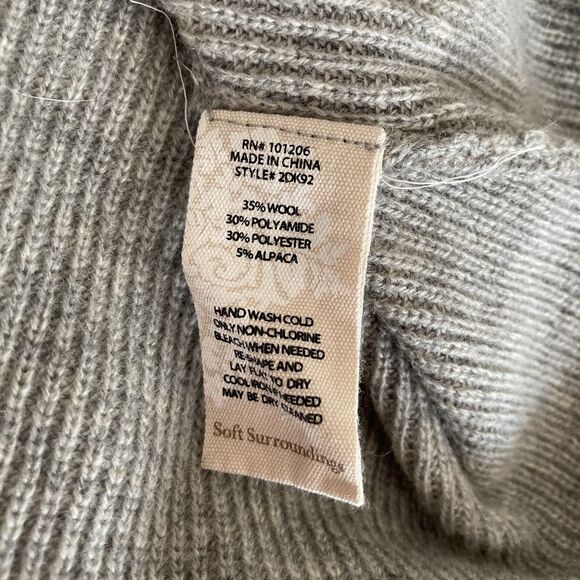 RN# 101206
MADE IN CHINA
STYLE# 2DK92
35% WOOL
30% POLYAMIDE
30% POLYESTER
5% ALPACA
HAND WASH COLD
ONLY NON-CHLORINE
BLEACH WHEN NEEDED
RE-SHAPE AND
LAY FLAT TO DRY
COOL IRON IF NEEDED
MAY BE DRY CLEANED
Soft Surroundings